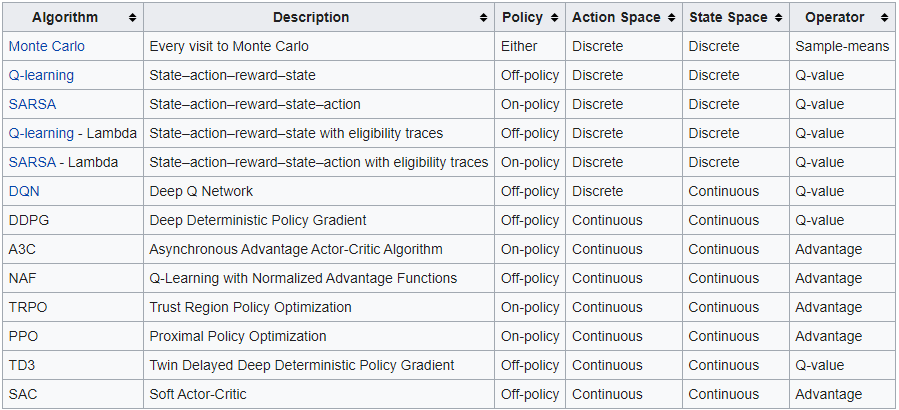 Algorithm Description Policy Action Space State Space Operator
Monte Carlo Every visit to Monte Carlo Either Discrete Discrete Sample-means
Q-learning State–action–reward–state Off-policy Discrete Discrete Q-value
SARSA State–action–reward–state–action On-policy Discrete Discrete Q-value
Q-learning - Lambda State–action–reward–state with eligibility traces Off-policy Discrete Discrete Q-value
SARSA - Lambda State–action–reward–state–action with eligibility traces On-policy Discrete Discrete Q-value
DQN Deep Q Network Off-policy Discrete Continuous Q-value
DDPG Deep Deterministic Policy Gradient Off-policy Continuous Continuous Q-value
A3C Asynchronous Advantage Actor-Critic Algorithm On-policy Continuous Continuous Advantage
NAF Q-Learning with Normalized Advantage Functions Off-policy Continuous Continuous Advantage
TRPO Trust Region Policy Optimization On-policy Continuous Continuous Advantage
PPO Proximal Policy Optimization On-policy Continuous Continuous Advantage
TD3 Twin Delayed Deep Deterministic Policy Gradient Off-policy Continuous Continuous Q-value
SAC Soft Actor-Critic Off-policy Continuous Continuous Advantage